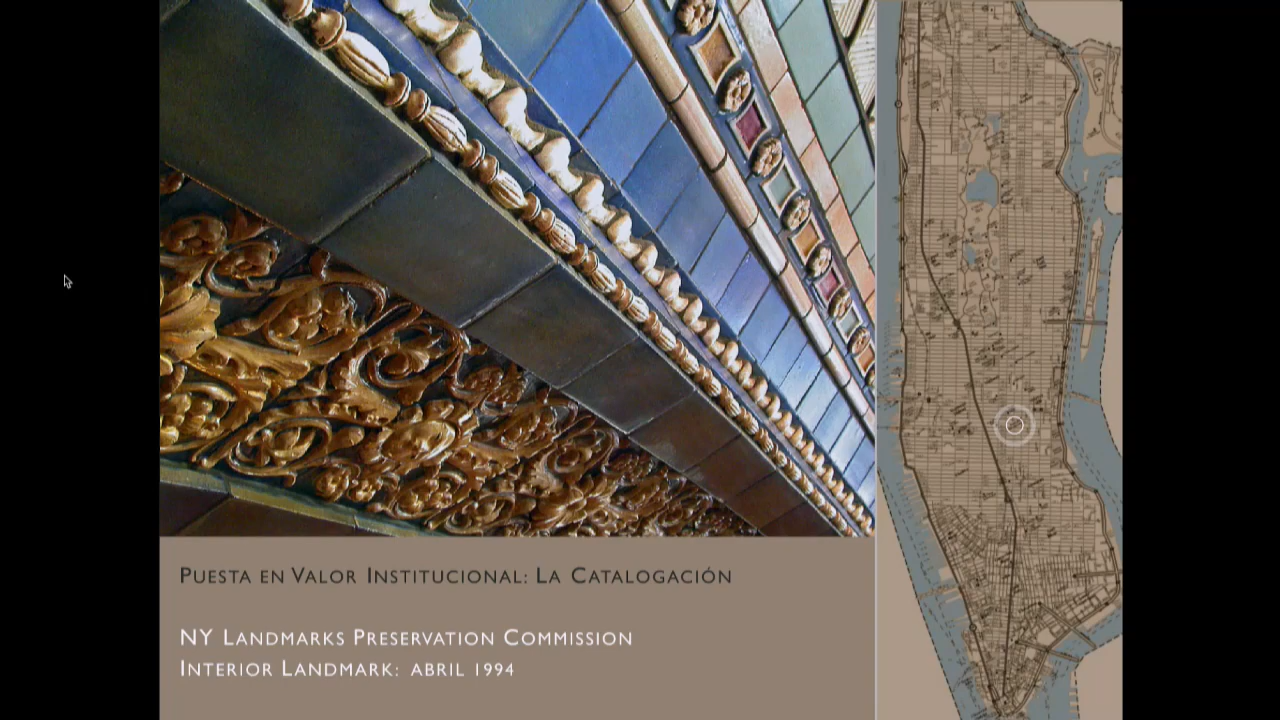 Puesta en Valor Institucional: La Catalogación
NY Landmarks Preservation Commission
Interior Landmark: abril 1994